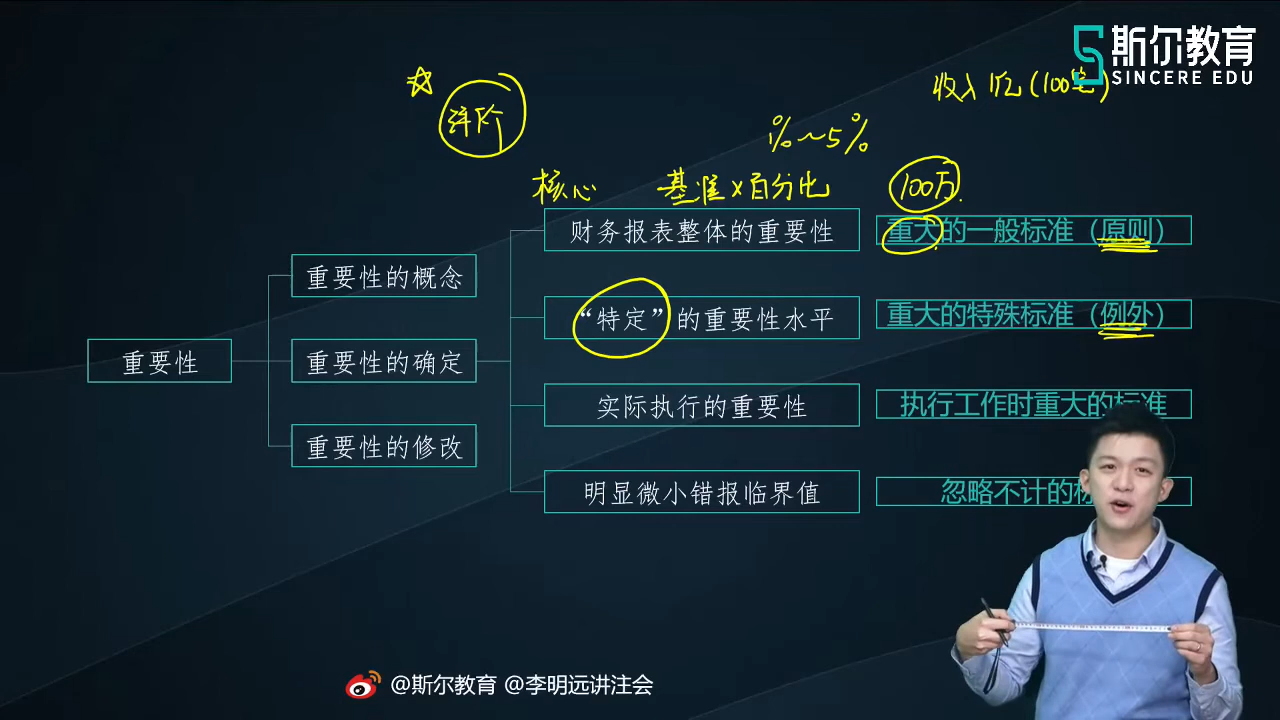 斯尔教育
SINCERE EDU
收入1亿(100笔)
评价
1%~5%
核心 基准×百分比 100万
财务报表整体的重要性 重大的一般标准（原则）
重要性的概念
“特定”的重要性水平 重大的特殊标准（例外）
重要性 重要性的确定
实际执行的重要性 执行工作时重大的标准
重要性的修改
明显微小错报临界值 忽略不计的标
@斯尔教育 @李明远讲注会